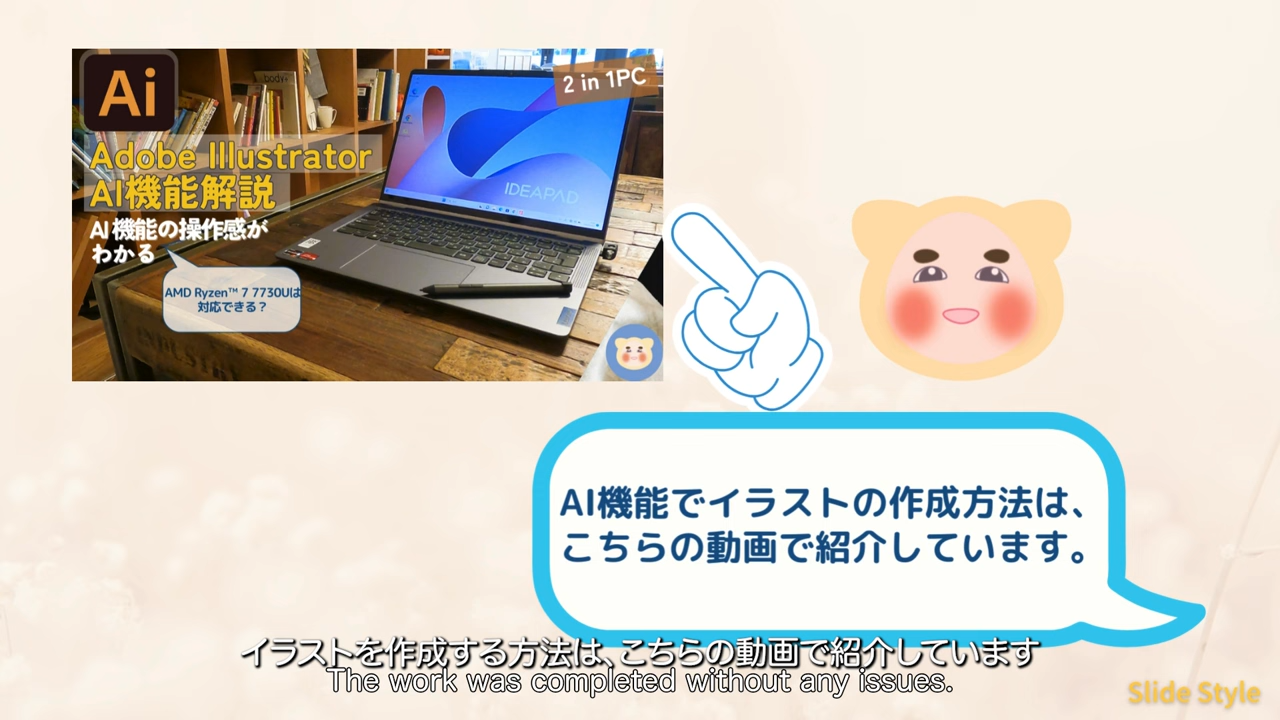 Ai
2 in 1PC
body+
Adobe Illustrator
AI機能解説
AI機能の操作感が
わかる
AMD Ryzen™ 7 7730Uは
対応できる？
IDEAPAD
AI機能でイラストの作成方法は、
こちらの動画で紹介しています。
イラストを作成する方法は、こちらの動画で紹介しています
The work was completed without any issues.
Slide Style